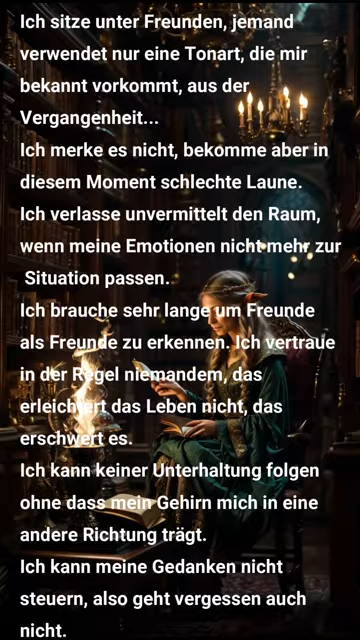 Ich sitze unter Freunden, jemand
verwendet nur eine Tonart, die mir
bekannt vorkommt, aus der
Vergangenheit...
Ich merke es nicht, bekomme aber in
diesem Moment schlechte Laune.
Ich verlasse unvermittelt den Raum,
wenn meine Emotionen nicht mehr zur
Situation passen.
Ich brauche sehr lange um Freunde
als Freunde zu erkennen. Ich vertraue
in der Regel niemandem, das
erleichtert das Leben nicht, das
erschwert es.
Ich kann keiner Unterhaltung folgen
ohne dass mein Gehirn mich in eine
andere Richtung trägt.
Ich kann meine Gedanken nicht
steuern, also geht vergessen auch
nicht.